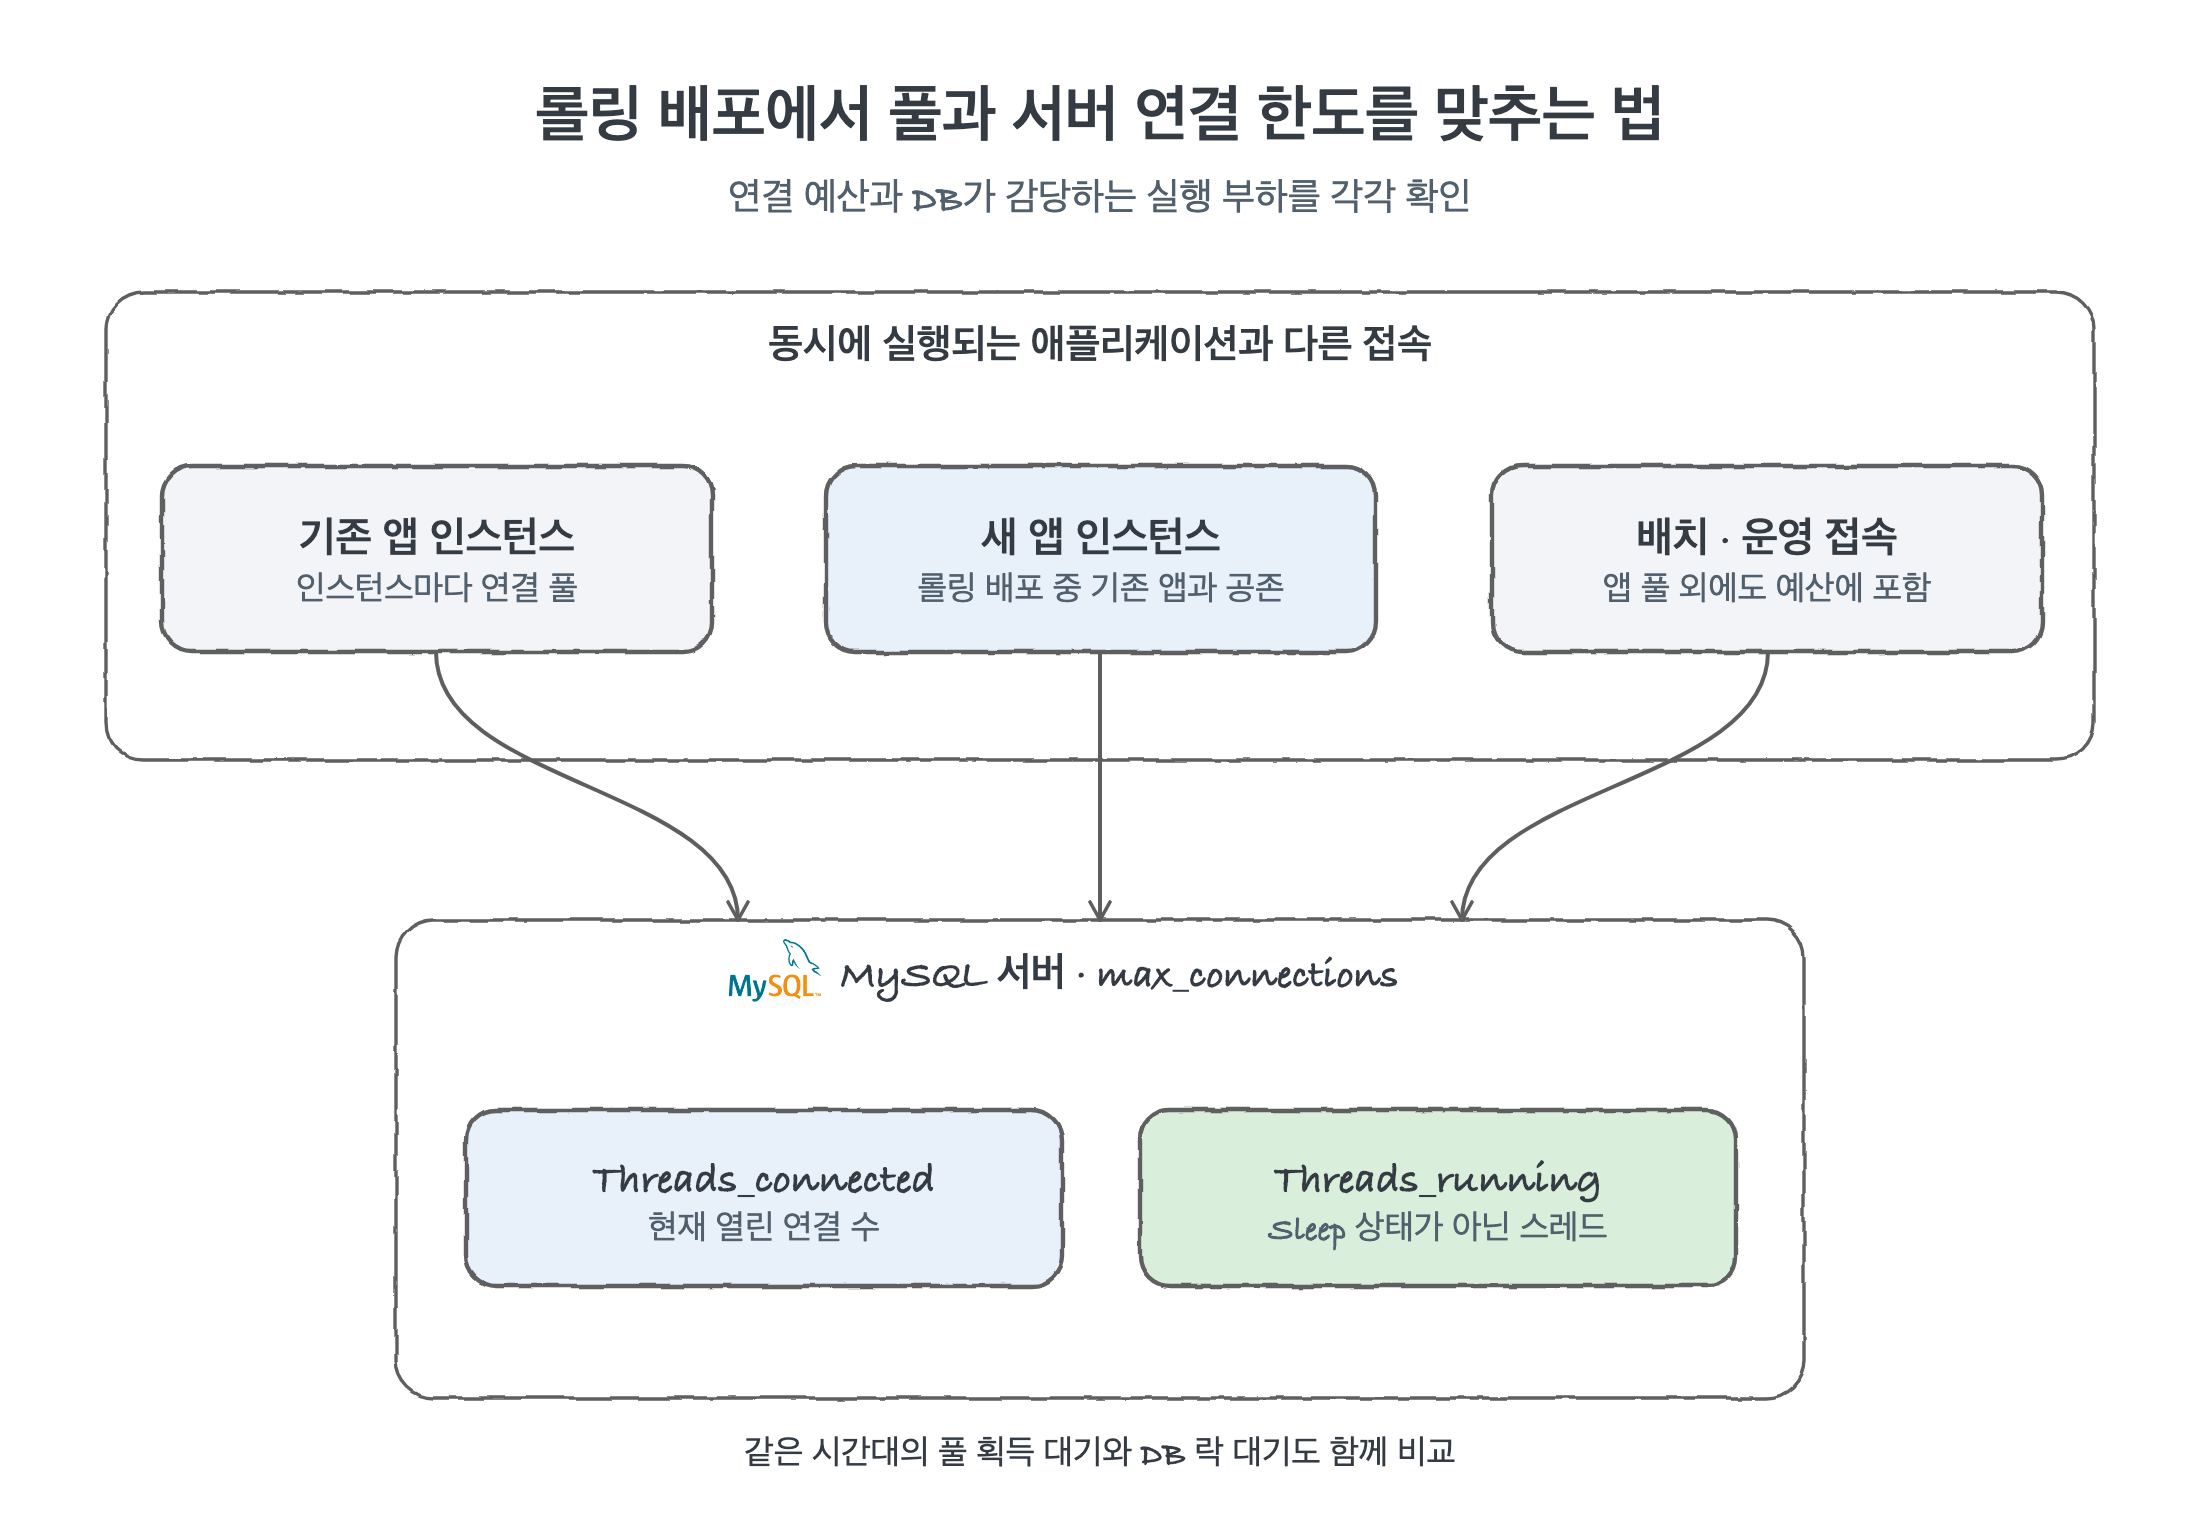 롤링 배포에서 풀과 서버 연결 한도를 맞추는 법
연결 예산과 DB가 감당하는 실행 부하를 각각 확인
동시에 실행되는 애플리케이션과 다른 접속
기존 앱 인스턴스
인스턴스마다 연결 풀
새 앱 인스턴스
롤링 배포 중 기존 앱과 공존
배치 · 운영 접속
앱 풀 외에도 예산에 포함
MySQL™ MySQL 서버 · max_connections
Threads_connected
현재 열린 연결 수
Threads_running
Sleep 상태가 아닌 스레드
같은 시간대의 풀 획득 대기와 DB 락 대기도 함께 비교